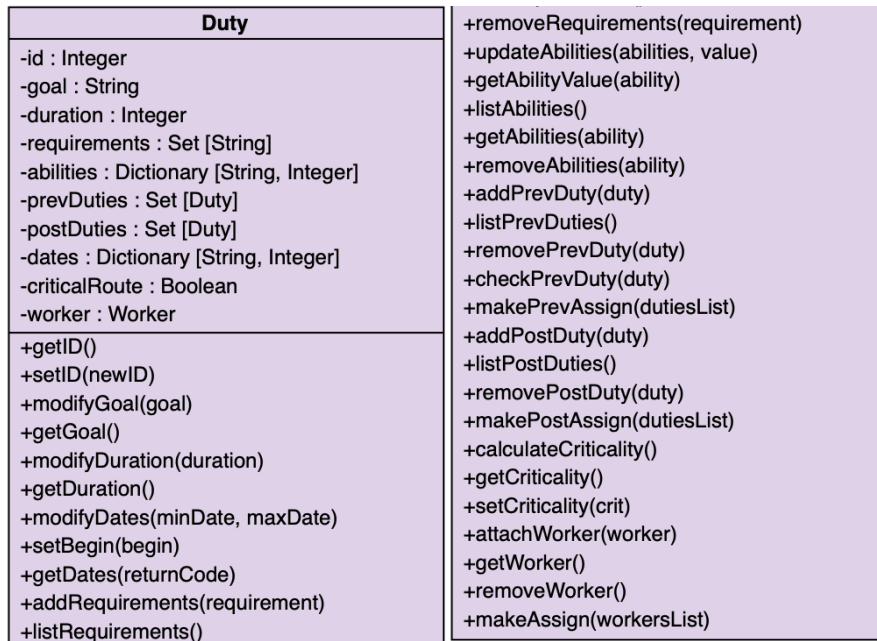 Duty
-id : Integer
-goal : String
-duration : Integer
-requirements : Set [String]
-abilities : Dictionary [String, Integer]
-prevDuties : Set [Duty]
-postDuties : Set [Duty]
-dates : Dictionary [String, Integer]
-criticalRoute : Boolean
-worker : Worker
+getID()
+setID(newID)
+modifyGoal(goal)
+getGoal()
+modifyDuration(duration)
+getDuration()
+modifyDates(minDate, maxDate)
+setBegin(begin)
+getDates(returnCode)
+addRequirements(requirement)
+listRequirements()
+removeRequirements(requirement)
+updateAbilities(abilities, value)
+getAbilityValue(ability)
+listAbilities()
+getAbilities(ability)
+removeAbilities(ability)
+addPrevDuty(duty)
+listPrevDuties()
+removePrevDuty(duty)
+checkPrevDuty(duty)
+makePrevAssign(dutiesList)
+addPostDuty(duty)
+listPostDuties()
+removePostDuty(duty)
+makePostAssign(dutiesList)
+calculateCriticality()
+getCriticality()
+setCriticality(crit)
+attachWorker(worker)
+getWorker()
+removeWorker()
+makeAssign(workersList)